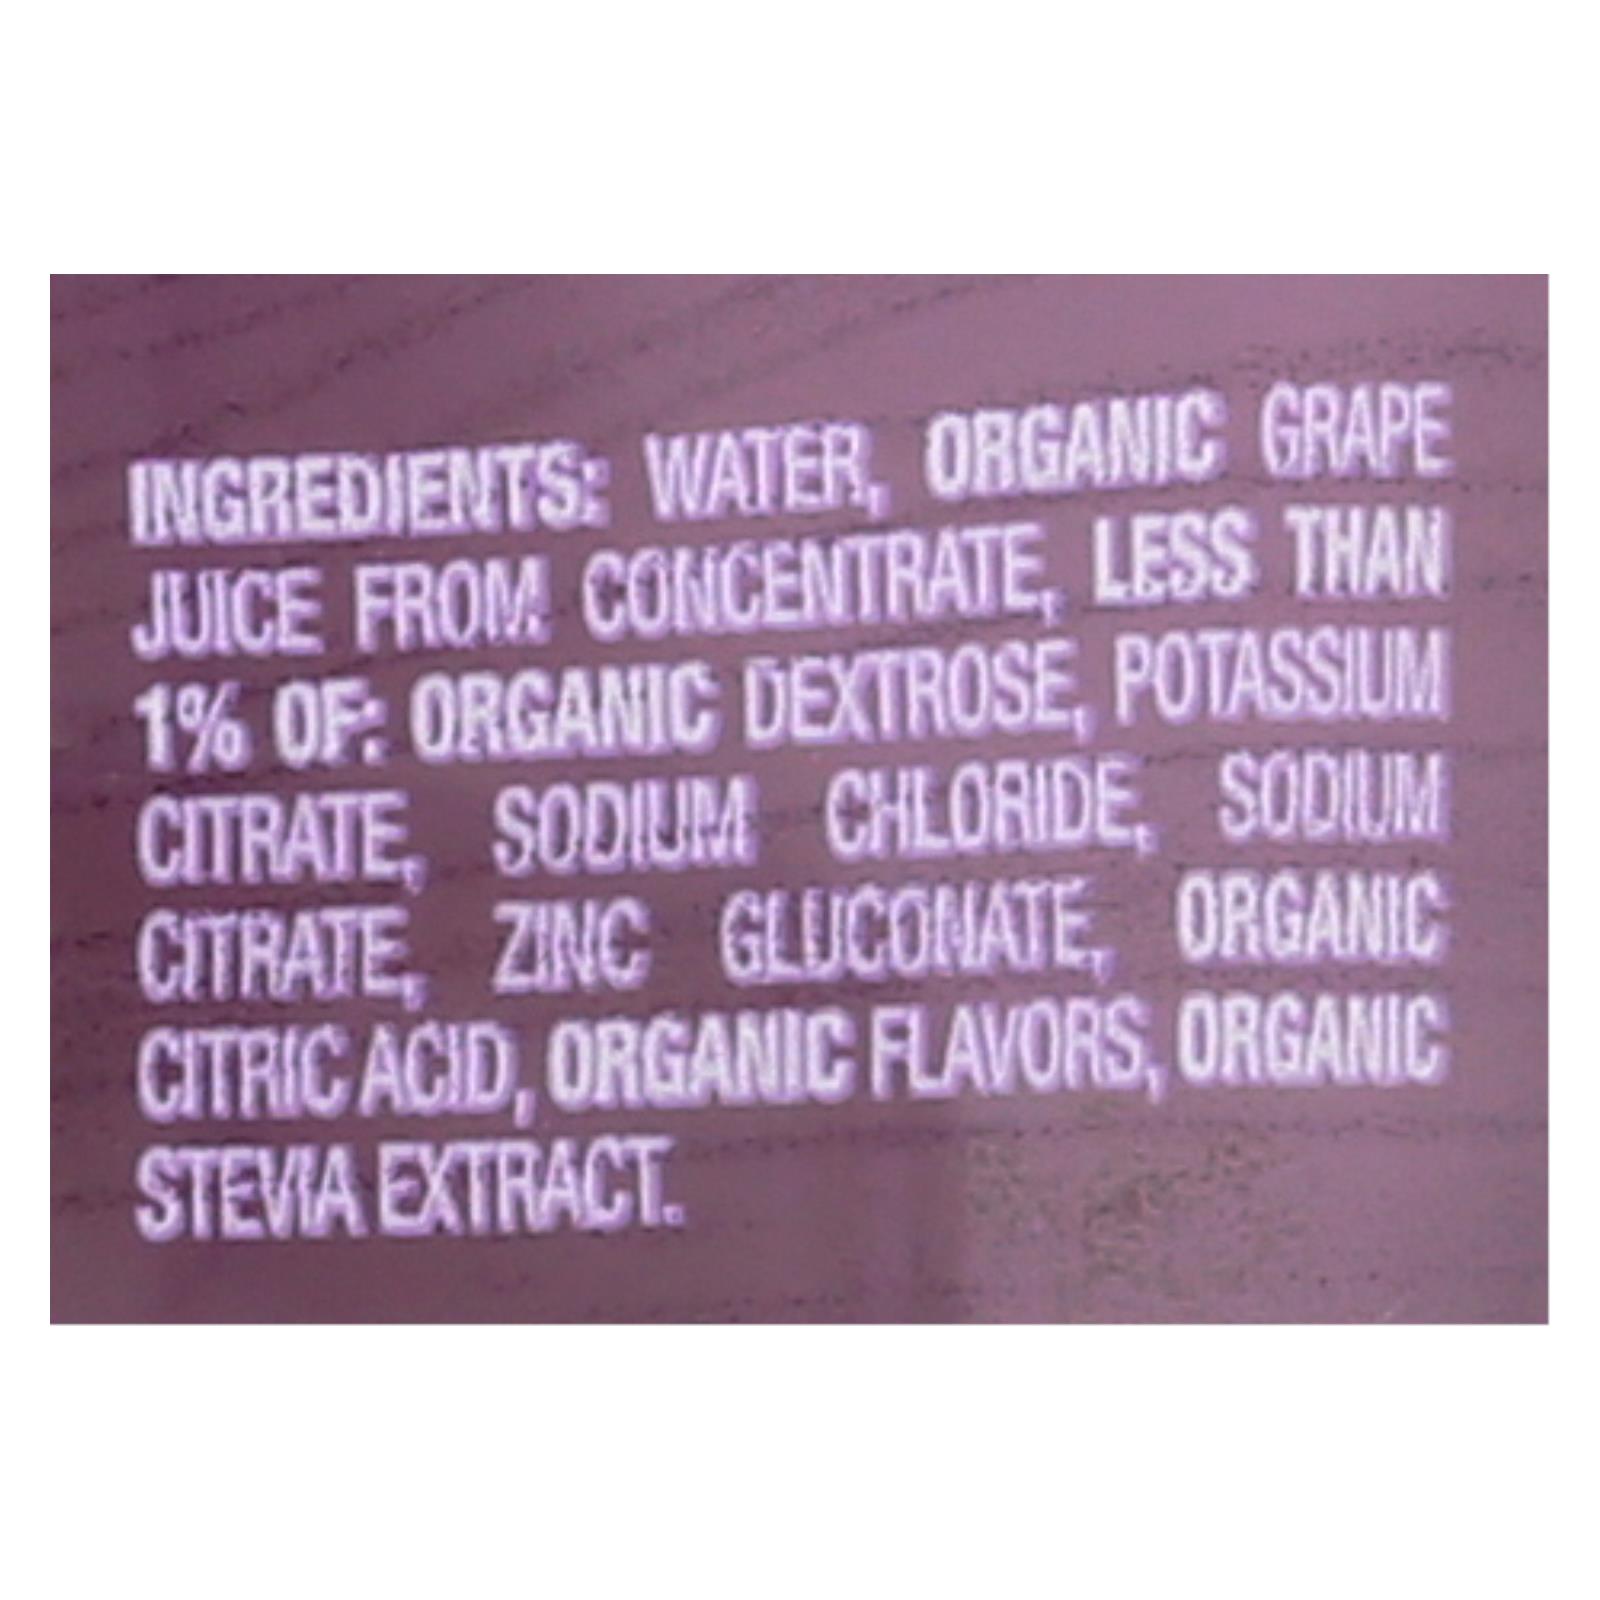 INGREDIENTS: WATER, ORGANIC GRAPE
JUICE FROM CONCENTRATE, LESS THAN
1% OF: ORGANIC DEXTROSE, POTASSIUM
CITRATE, SODIUM CHLORIDE, SODIUM
CITRATE, ZINC GLUCONATE, ORGANIC
CITRIC ACID, ORGANIC FLAVORS, ORGANIC
STEVIA EXTRACT.